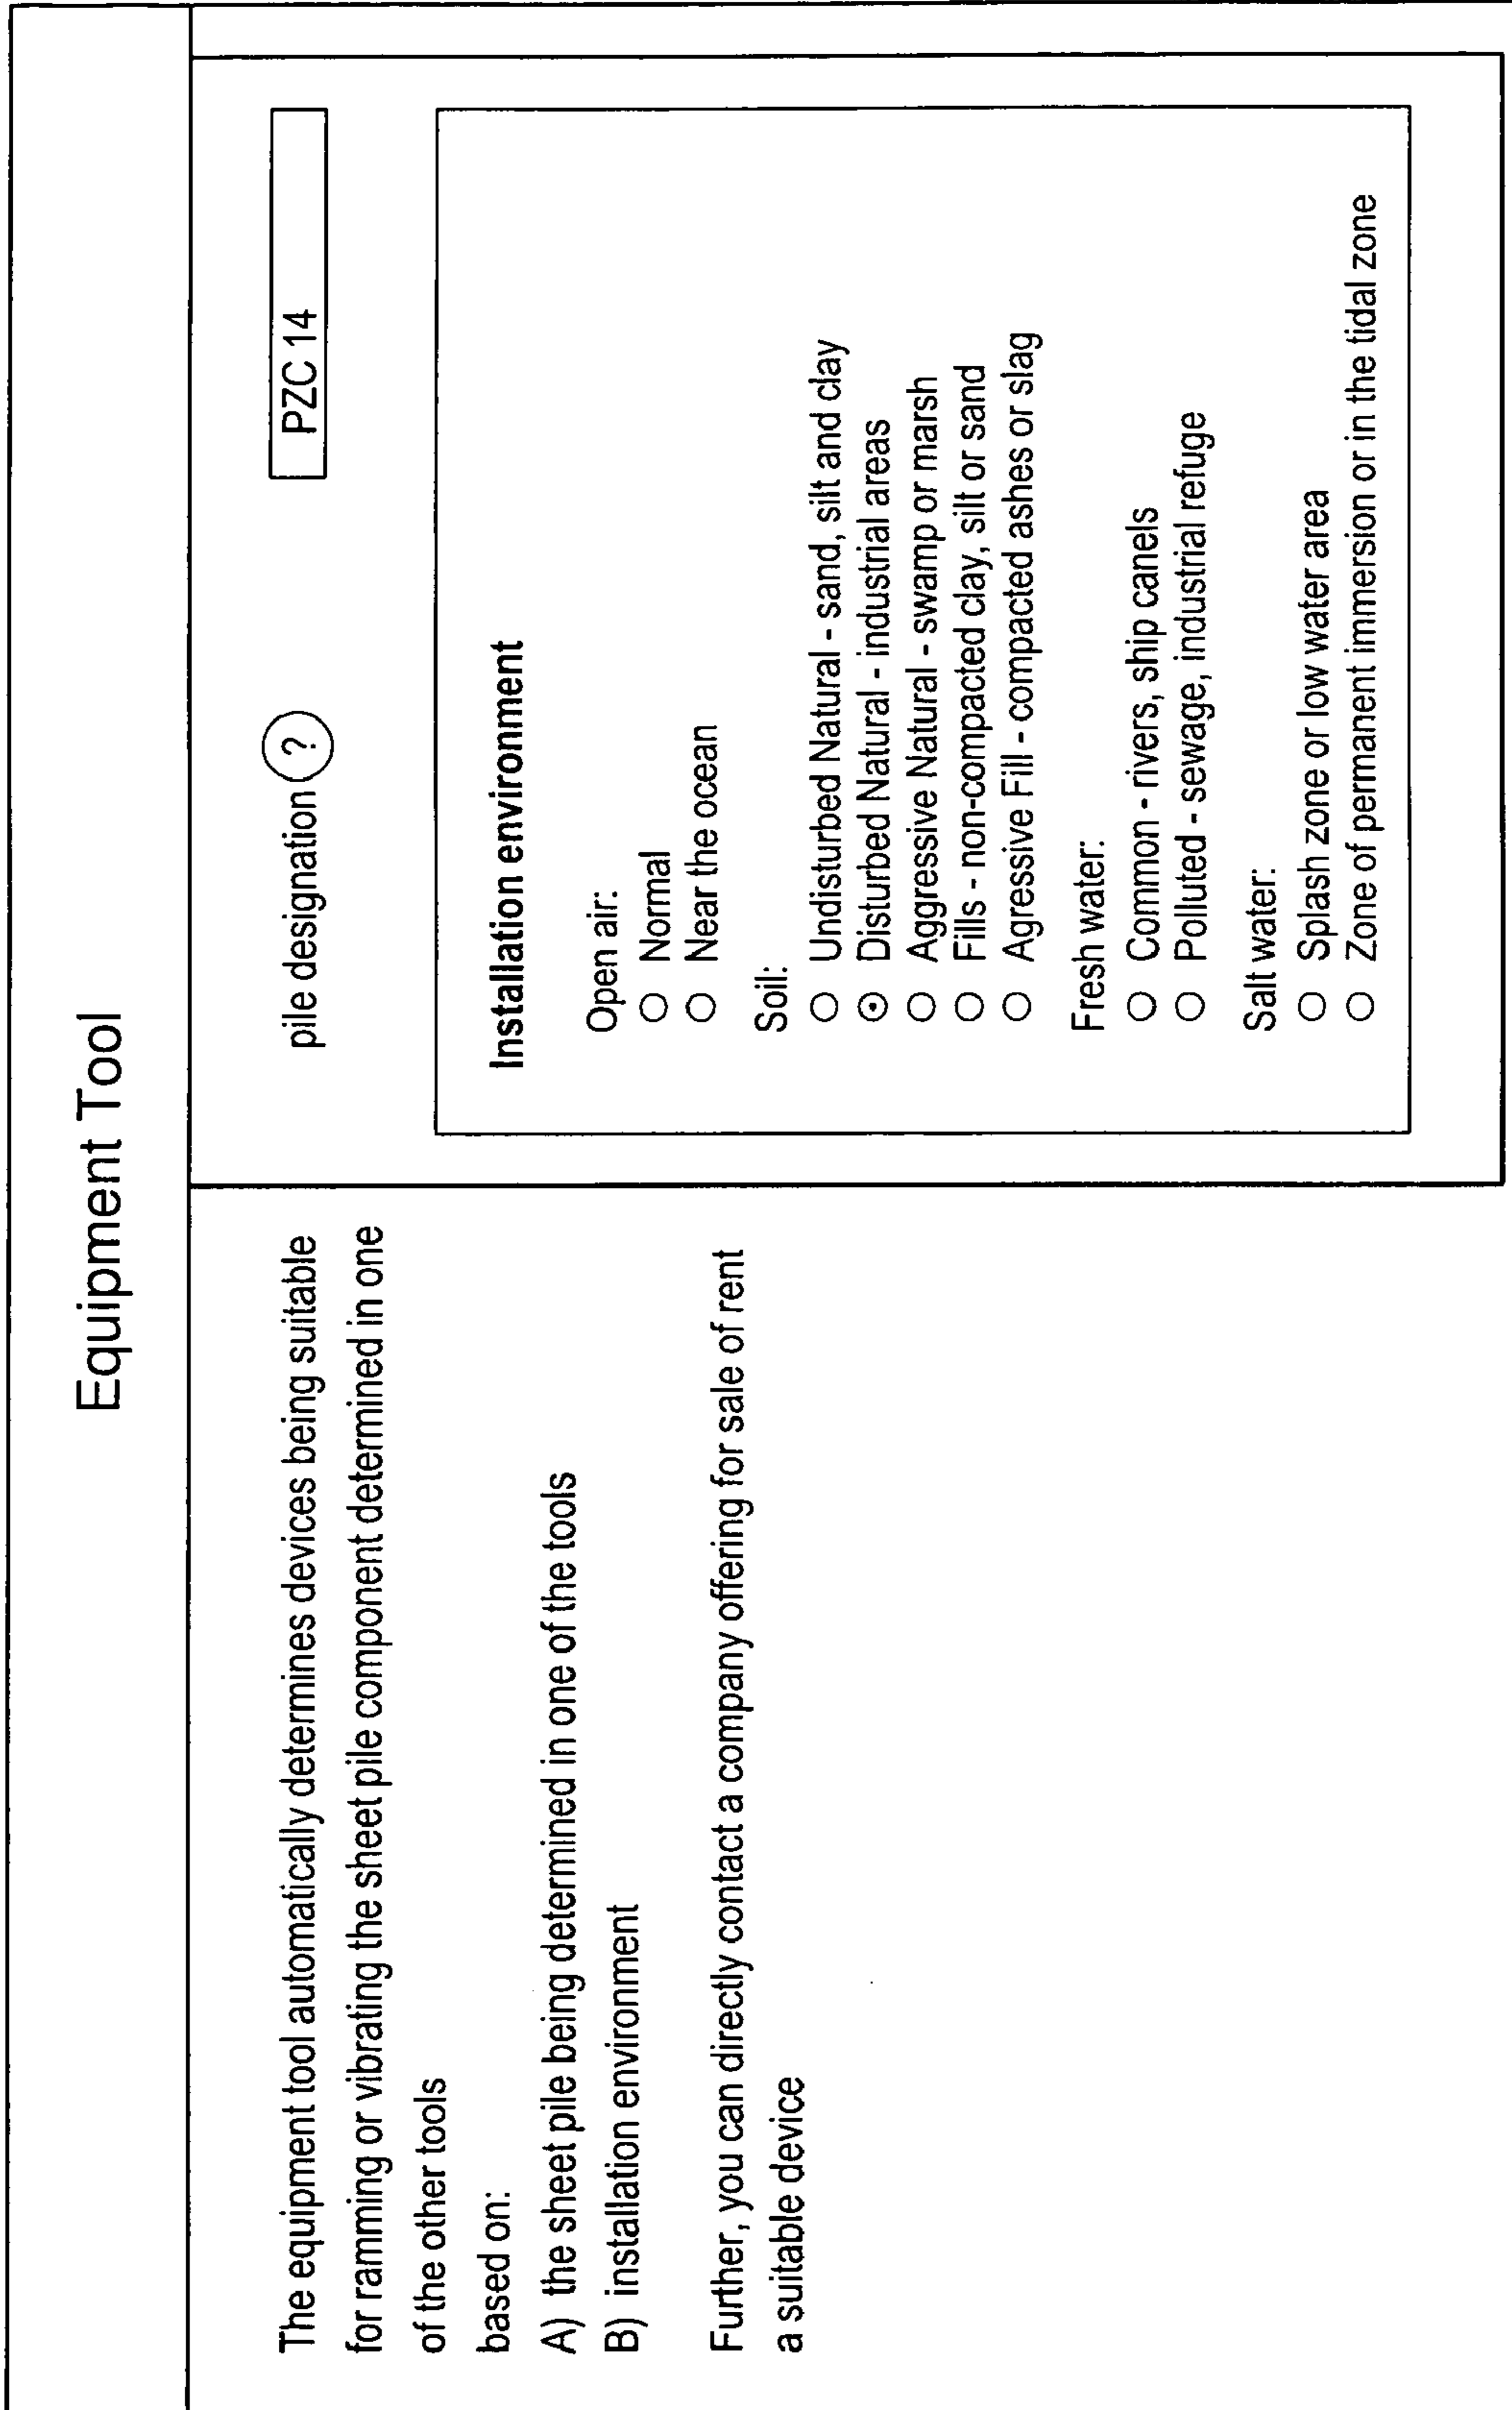 Equipment Tool
The equipment tool automatically determines devices being suitable
for ramming or vibrating the sheet pile component determined in one
of the other tools
based on:
A) the sheet pile being determined in one of the tools
B) installation environment
Further, you can directly contact a company offering for sale of rent
a suitable device
pile designation ? PZC 14
Installation environment
Open air:
Normal
Near the ocean
Soil:
Undisturbed Natural - sand, silt and clay
Disturbed Natural - industrial areas
Aggressive Natural - swamp or marsh
Fills - non-compacted clay, silt or sand
Agressive Fill - compacted ashes or slag
Fresh water:
Common - rivers, ship canels
Polluted - sewage, industrial refuge
Salt water:
Splash zone or low water area
Zone of permanent immersion or in the tidal zone